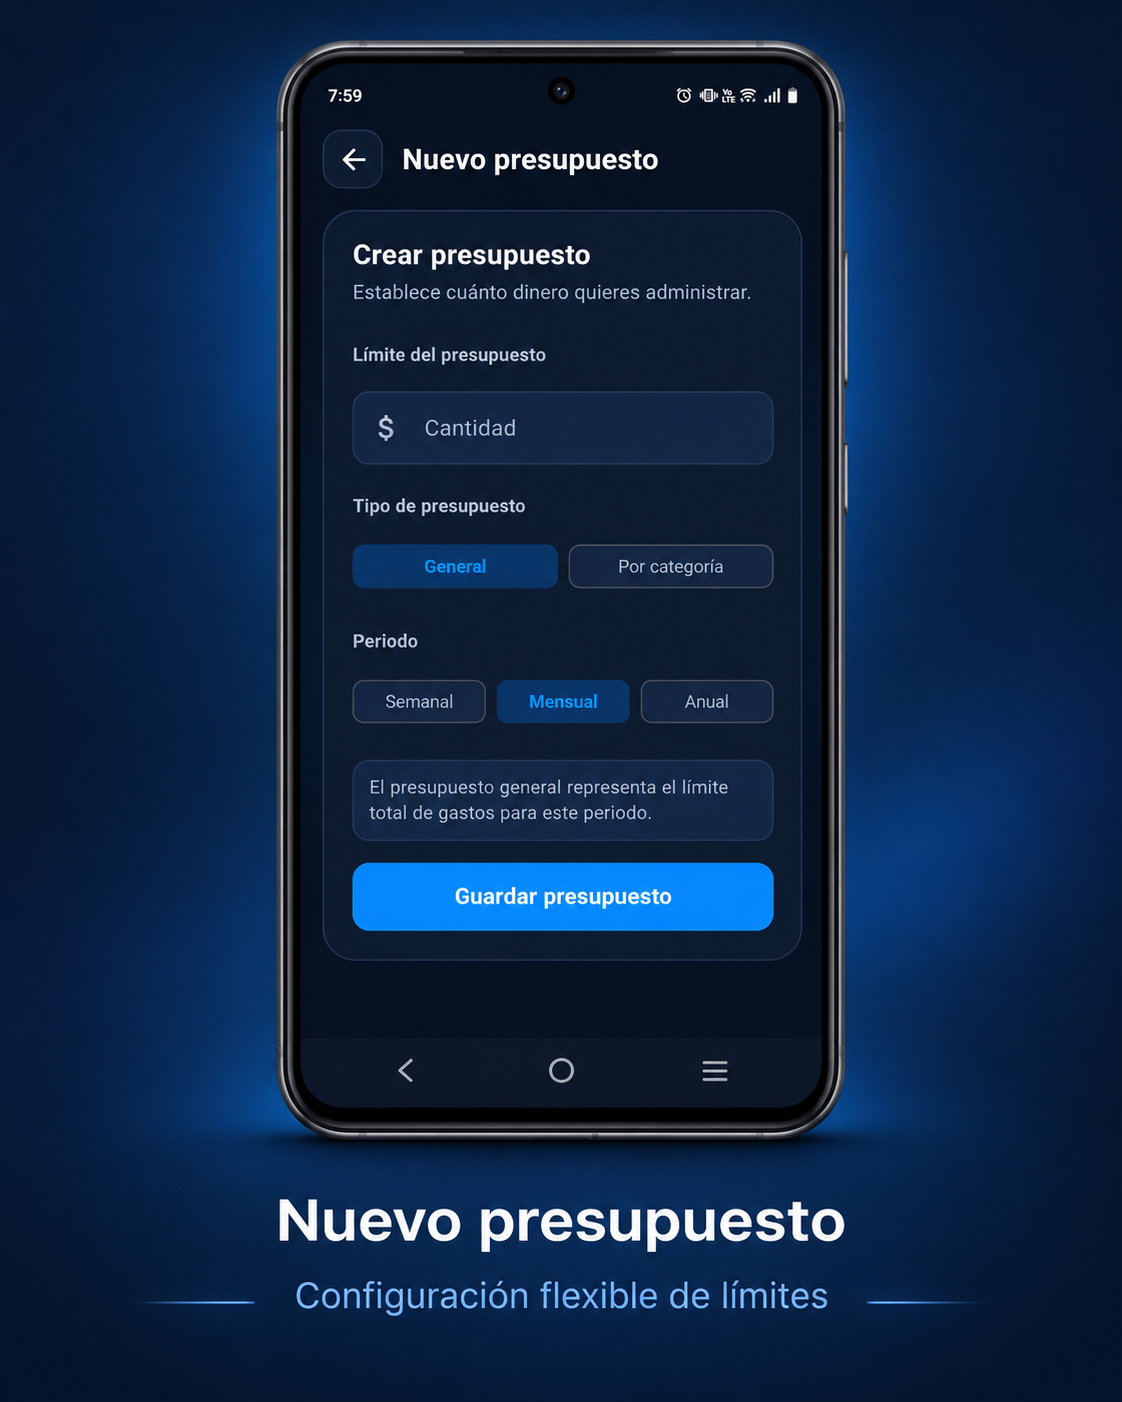 7:59
Vo
LTE
Nuevo presupuesto
Crear presupuesto
Establece cuánto dinero quieres administrar.
Límite del presupuesto
$ Cantidad
Tipo de presupuesto
General Por categoría
Periodo
Semanal Mensual Anual
El presupuesto general representa el límite
total de gastos para este periodo.
Guardar presupuesto
Nuevo presupuesto
Configuración flexible de límites